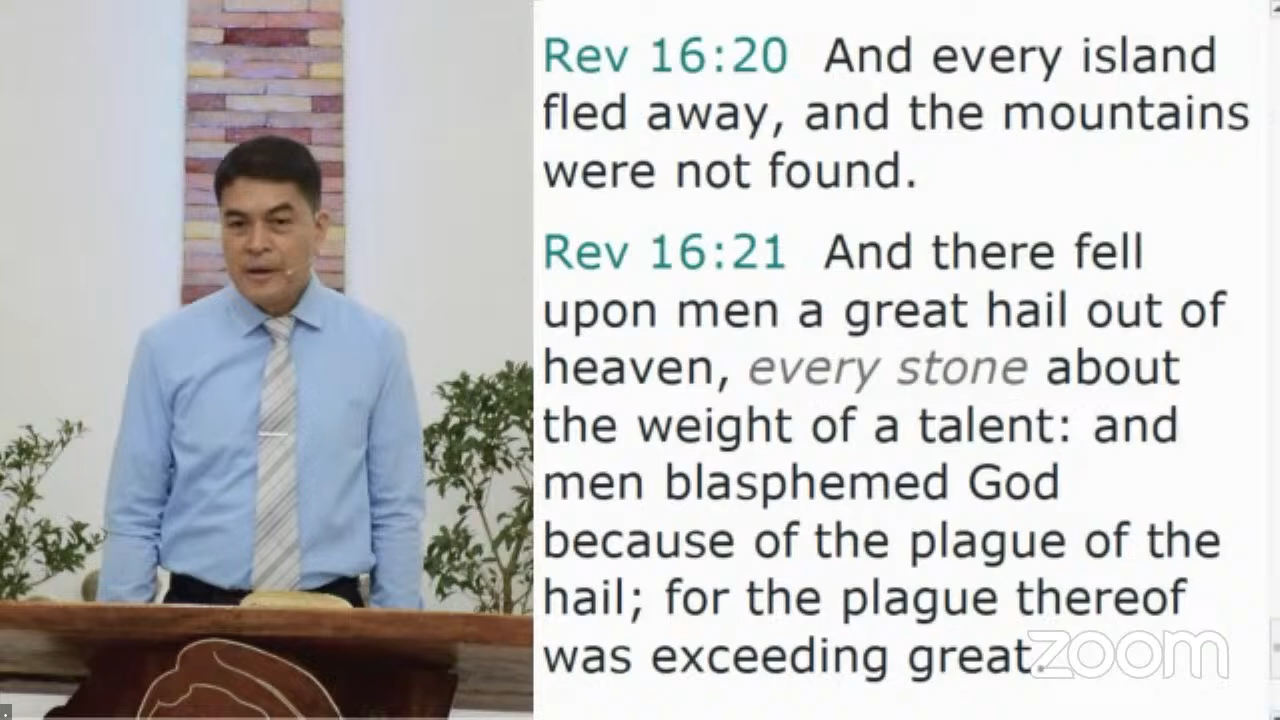 Rev 16:20 And every island
fled away, and the mountains
were not found.
Rev 16:21 And there fell
upon men a great hail out of
heaven, every stone about
the weight of a talent: and
men blasphemed God
because of the plague of the
hail; for the plague thereof
was exceeding great.
zoom